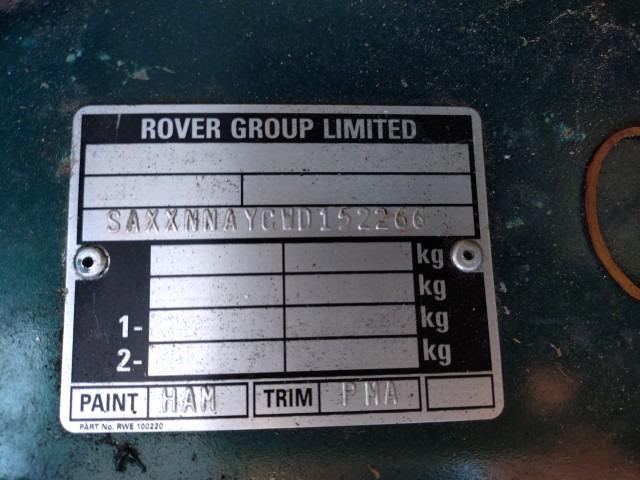 ROVER GROUP LIMITED
SAXXNNAYCWD152266
kg
kg
1- kg
2- kg
PAINT HAM TRIM PMA
PART No. RWE 100220